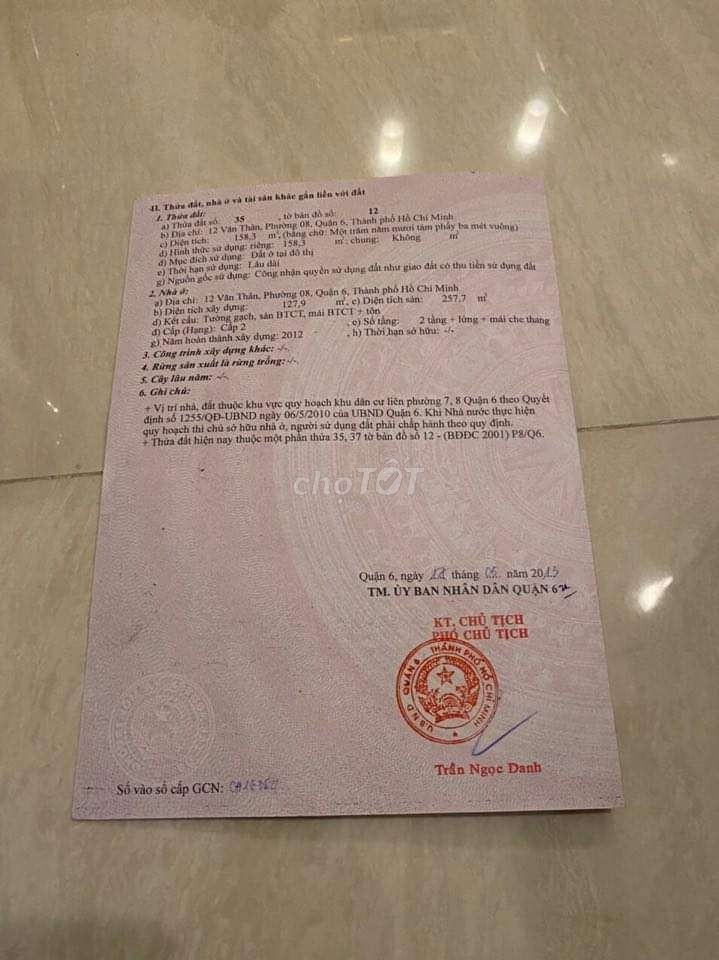 II. Thửa đất, nhà ở và tài sản khác gắn liền với đất
1. Thửa đất:
a) Thửa đất số: 35 , tờ bản đồ số: 12
b) Địa chỉ: 12 Văn Thân, Phường 08, Quận 6, Thành phố Hồ Chí Minh
c) Diện tích: 158,3 m², (bằng chữ: Một trăm năm mươi tám phẩy ba mét vuông)
d) Hình thức sử dụng: riêng: 158,3 m²; chung: Không m²
đ) Mục đích sử dụng: Đất ở tại đô thị
e) Thời hạn sử dụng: Lâu dài
g) Nguồn gốc sử dụng: Công nhận quyền sử dụng đất như giao đất có thu tiền sử dụng đất
2. Nhà ở:
a) Địa chỉ: 12 Văn Thân, Phường 08, Quận 6, Thành phố Hồ Chí Minh
b) Diện tích xây dựng: 127,9 m², c) Diện tích sàn: 257,7 m²
d) Kết cấu: Tường gạch, sàn BTCT, mái BTCT + tôn
đ) Cấp (Hạng): Cấp 2 , e) Số tầng: 2 tầng + lửng + mái che thang
g) Năm hoàn thành xây dựng: 2012 , h) Thời hạn sở hữu: -/-
3. Công trình xây dựng khác: -/-
4. Rừng sản xuất là rừng trồng: -/-
5. Cây lâu năm: -/-
6. Ghi chú:
+ Vị trí nhà, đất thuộc khu vực quy hoạch khu dân cư liên phường 7, 8 Quận 6 theo Quyết
định số 1255/QĐ-UBND ngày 06/5/2010 của UBND Quận 6. Khi Nhà nước thực hiện
quy hoạch thì chủ sở hữu nhà ở, người sử dụng đất phải chấp hành theo quy định.
+ Thửa đất hiện nay thuộc một phần thửa 35, 37 tờ bản đồ số 12 - (BĐĐC 2001) P8/Q6.
choTỐT
Quận 6, ngày tháng 05 năm 2013
TM. ỦY BAN NHÂN DÂN QUẬN 6
KT. CHỦ TỊCH
PHÓ CHỦ TỊCH
U.B.N.D QUẬN 6 THÀNH PHỐ HỒ CHÍ MINH
Trần Ngọc Danh
Số vào sổ cấp GCN: